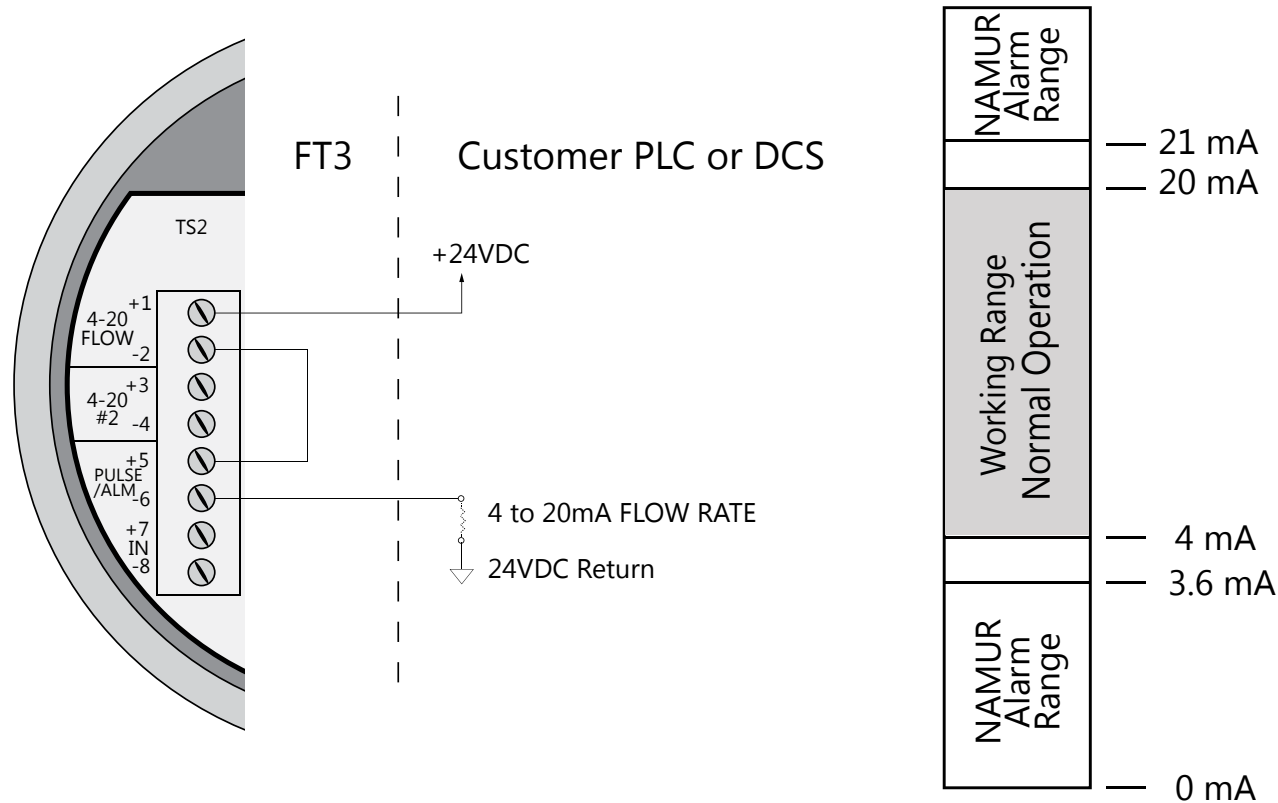 FT3
Customer PLC or DCS
TS2
+24VDC
+1
4-20
FLOW
-2
+3
4-20
#2
-4
+5
PULSE
/ALM
-6
+7
IN
-8
4 to 20mA FLOW RATE
24VDC Return
NAMUR
Alarm
Range
21 mA
20 mA
Working Range
Normal Operation
4 mA
3.6 mA
NAMUR
Alarm
Range
0 mA